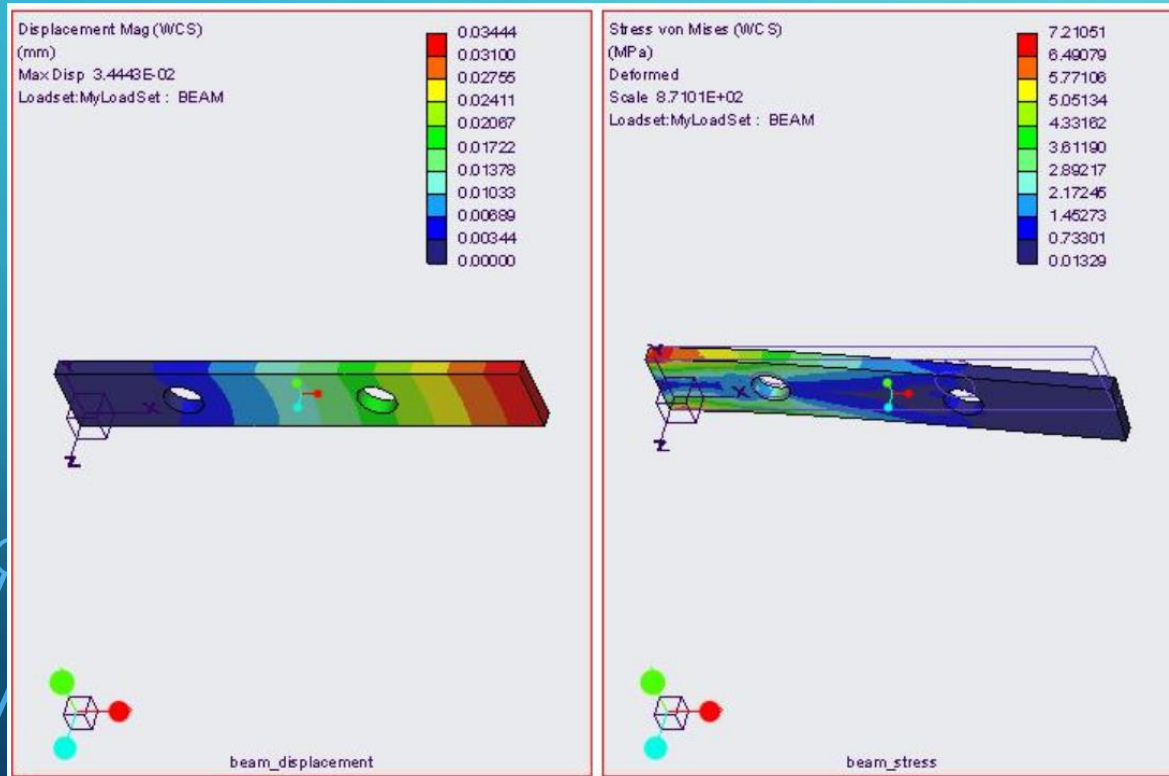 Displacement Mag (WCS)
(mm)
Max Disp 3.4443E-02
Loadset:MyLoadSet : BEAM
0.03444
0.03100
0.02755
0.02411
0.02067
0.01722
0.01378
0.01033
0.00689
0.00344
0.00000
X
Z
beam_displacement
Stress von Mises (WCS)
(MPa)
Deformed
Scale 8.7101E+02
Loadset:MyLoadSet : BEAM
7.21051
6.49079
5.77106
5.05134
4.33162
3.61190
2.89217
2.17245
1.45273
0.73301
0.01329
X
Z
beam_stress